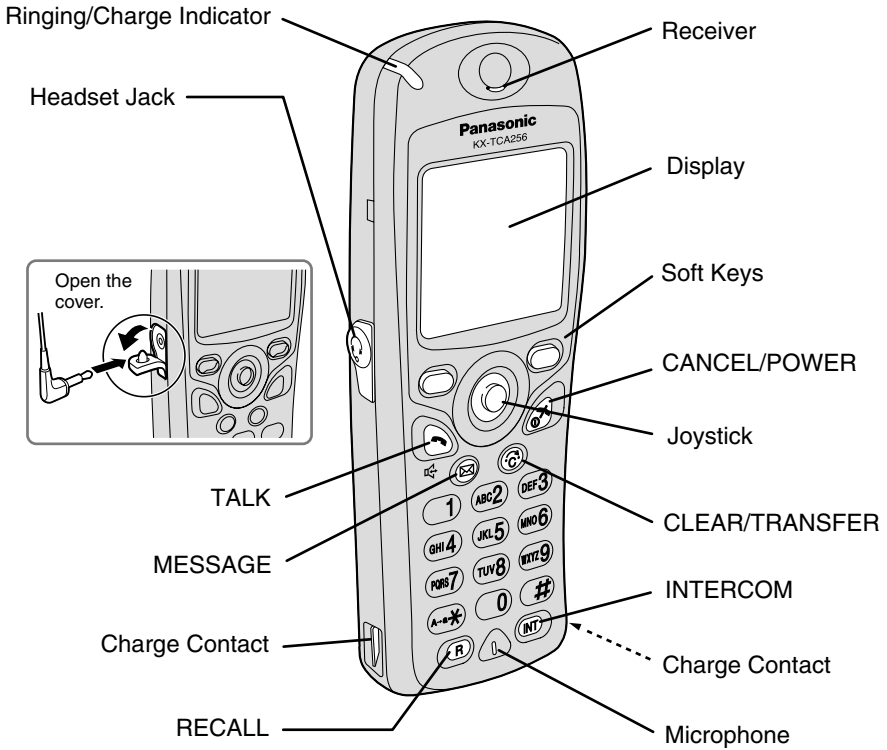 Ringing/Charge Indicator
Receiver
Headset Jack
Panasonic
KX-TCA256
Display
Open the
cover.
Soft Keys
CANCEL/POWER
Joystick
TALK
C
1
ABC2
DEF3
CLEAR/TRANSFER
MESSAGE
GHI4
JKL5
MNO6
PQRS7
TUV8
WXYZ9
INTERCOM
A→a*
0
#
Charge Contact
R
INT
Charge Contact
RECALL
Microphone